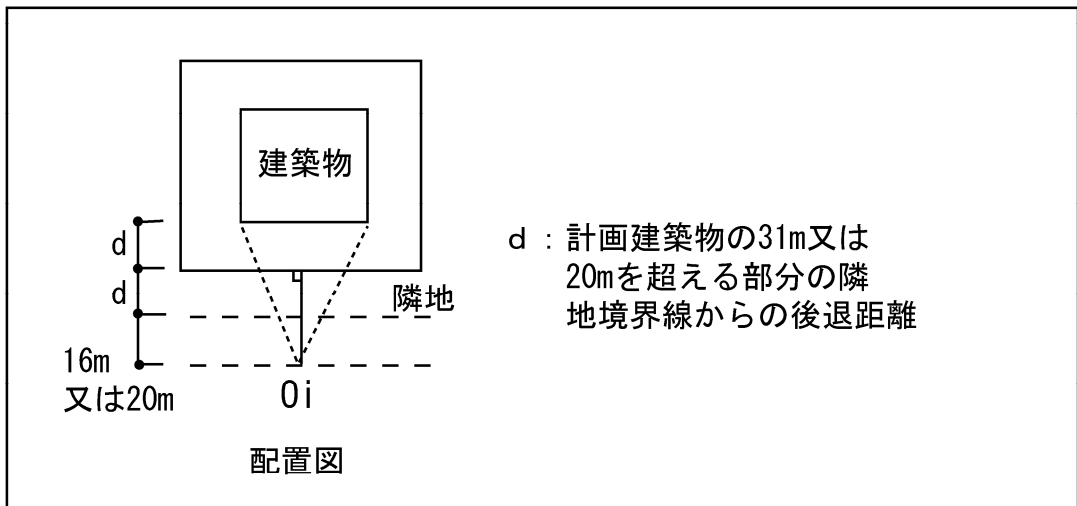 建築物
d
d
隣地
16m
又は20m
Oi
配置図
d：計画建築物の31m又は
20mを超える部分の隣
地境界線からの後退距離